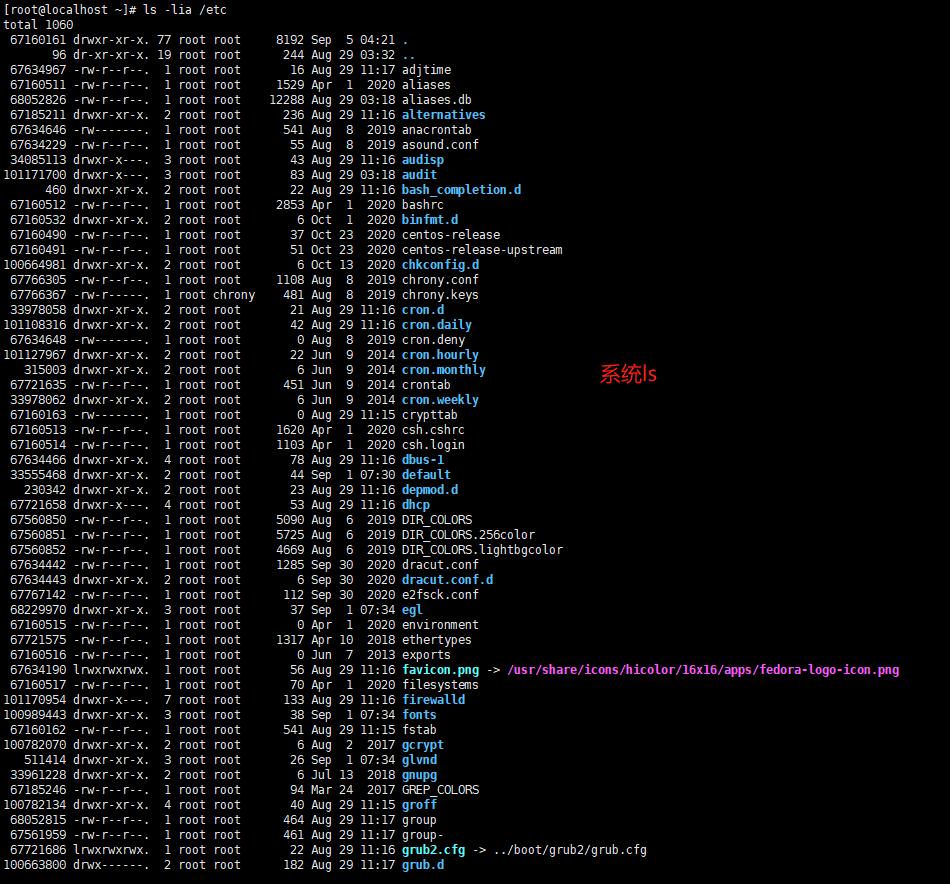 [root@localhost ~]# ls -lia /etc
total 1060
 67160161 drwxr-xr-x. 77 root root     8192 Sep  5 04:21 .
       96 dr-xr-xr-x. 19 root root      244 Aug 29 03:32 ..
 67634967 -rw-r--r--.  1 root root       16 Aug 29 11:17 adjtime
 67160511 -rw-r--r--.  1 root root     1529 Apr  1  2020 aliases
 68052826 -rw-r--r--.  1 root root    12288 Aug 29 03:18 aliases.db
 67185211 drwxr-xr-x.  2 root root      236 Aug 29 11:16 alternatives
 67634646 -rw-------.  1 root root      541 Aug  8  2019 anacrontab
 67634229 -rw-r--r--.  1 root root       55 Aug  8  2019 asound.conf
 34085113 drwxr-x---.  3 root root       43 Aug 29 11:16 audisp
101171700 drwxr-x---.  3 root root       83 Aug 29 03:18 audit
      460 drwxr-xr-x.  2 root root       22 Aug 29 11:16 bash_completion.d
 67160512 -rw-r--r--.  1 root root     2853 Apr  1  2020 bashrc
 67160532 drwxr-xr-x.  2 root root        6 Oct  1  2020 binfmt.d
 67160490 -rw-r--r--.  1 root root       37 Oct 23  2020 centos-release
 67160491 -rw-r--r--.  1 root root       51 Oct 23  2020 centos-release-upstream
100664981 drwxr-xr-x.  2 root root        6 Oct 13  2020 chkconfig.d
 67766305 -rw-r--r--.  1 root root     1108 Aug  8  2019 chrony.conf
 67766367 -rw-r-----.  1 root chrony    481 Aug  8  2019 chrony.keys
 33978058 drwxr-xr-x.  2 root root       21 Aug 29 11:16 cron.d
101108316 drwxr-xr-x.  2 root root       42 Aug 29 11:16 cron.daily
 67634648 -rw-------.  1 root root        0 Aug  8  2019 cron.deny
101127967 drwxr-xr-x.  2 root root       22 Jun  9  2014 cron.hourly
   315003 drwxr-xr-x.  2 root root        6 Jun  9  2014 cron.monthly
系统ls
 67721635 -rw-r--r--.  1 root root      451 Jun  9  2014 crontab
 33978062 drwxr-xr-x.  2 root root        6 Jun  9  2014 cron.weekly
 67160163 -rw-------.  1 root root        0 Aug 29 11:15 crypttab
 67160513 -rw-r--r--.  1 root root     1620 Apr  1  2020 csh.cshrc
 67160514 -rw-r--r--.  1 root root     1103 Apr  1  2020 csh.login
 67634466 drwxr-xr-x.  4 root root       78 Aug 29 11:16 dbus-1
 33555468 drwxr-xr-x.  2 root root       44 Sep  1 07:30 default
   230342 drwxr-xr-x.  2 root root       23 Aug 29 11:16 depmod.d
 67721658 drwxr-x---.  4 root root       53 Aug 29 11:16 dhcp
 67560850 -rw-r--r--.  1 root root     5090 Aug  6  2019 DIR_COLORS
 67560851 -rw-r--r--.  1 root root     5725 Aug  6  2019 DIR_COLORS.256color
 67560852 -rw-r--r--.  1 root root     4669 Aug  6  2019 DIR_COLORS.lightbgcolor
 67634442 -rw-r--r--.  1 root root     1285 Sep 30  2020 dracut.conf
 67634443 drwxr-xr-x.  2 root root        6 Sep 30  2020 dracut.conf.d
 67767142 -rw-r--r--.  1 root root      112 Sep 30  2020 e2fsck.conf
 68229970 drwxr-xr-x.  3 root root       37 Sep  1 07:34 egl
 67160515 -rw-r--r--.  1 root root        0 Apr  1  2020 environment
 67721575 -rw-r--r--.  1 root root     1317 Apr 10  2018 ethertypes
 67160516 -rw-r--r--.  1 root root        0 Jun  7  2013 exports
 67634190 lrwxrwxrwx.  1 root root       56 Aug 29 11:16 favicon.png -> /usr/share/icons/hicolor/16x16/apps/fedora-logo-icon.png
 67160517 -rw-r--r--.  1 root root       70 Apr  1  2020 filesystems
101170954 drwxr-x---.  7 root root      133 Aug 29 11:16 firewalld
100989443 drwxr-xr-x.  3 root root       38 Sep  1 07:34 fonts
 67160162 -rw-r--r--.  1 root root      541 Aug 29 11:15 fstab
100782070 drwxr-xr-x.  2 root root        6 Aug  2  2017 gcrypt
   511414 drwxr-xr-x.  3 root root       26 Sep  1 07:34 glvnd
 33961228 drwxr-xr-x.  2 root root        6 Jul 13  2018 gnupg
 67185246 -rw-r--r--.  1 root root       94 Mar 24  2017 GREP_COLORS
100782134 drwxr-xr-x.  4 root root       40 Aug 29 11:15 groff
 68052815 -rw-r--r--.  1 root root      464 Aug 29 11:17 group
 67561959 -rw-r--r--.  1 root root      461 Aug 29 11:17 group-
 67721686 lrwxrwxrwx.  1 root root       22 Aug 29 11:16 grub2.cfg -> ../boot/grub2/grub.cfg
100663800 drwx------.  2 root root      182 Aug 29 11:17 grub.d